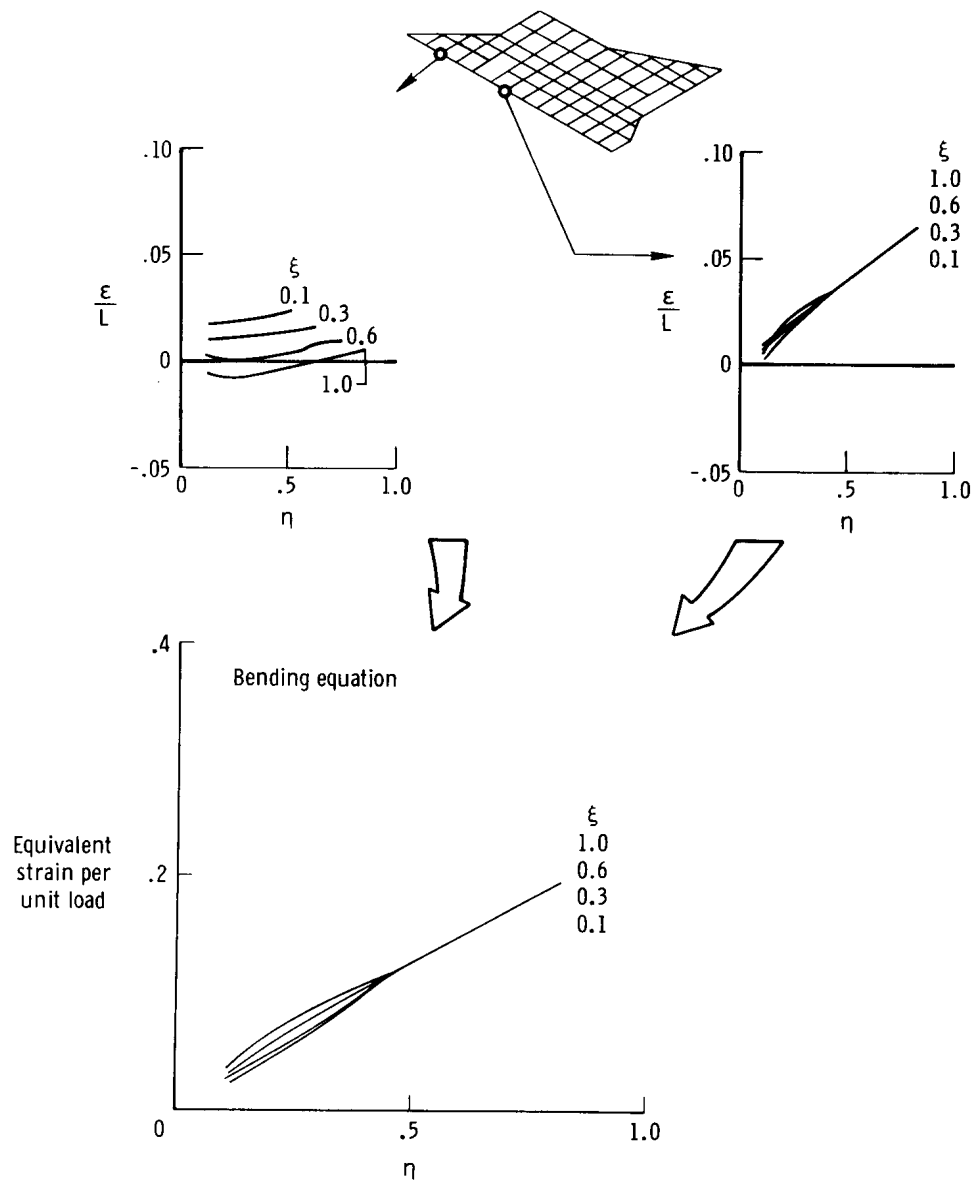 .10
.05
ε
L
0
-.05
0
.5
1.0
η
ξ
0.1
0.3
0.6
1.0
.10
.05
ε
L
0
-.05
0
.5
1.0
η
ξ
1.0
0.6
0.3
0.1
.4
Bending equation
Equivalent
strain per
unit load
.2
ξ
1.0
0.6
0.3
0.1
0
.5
1.0
η